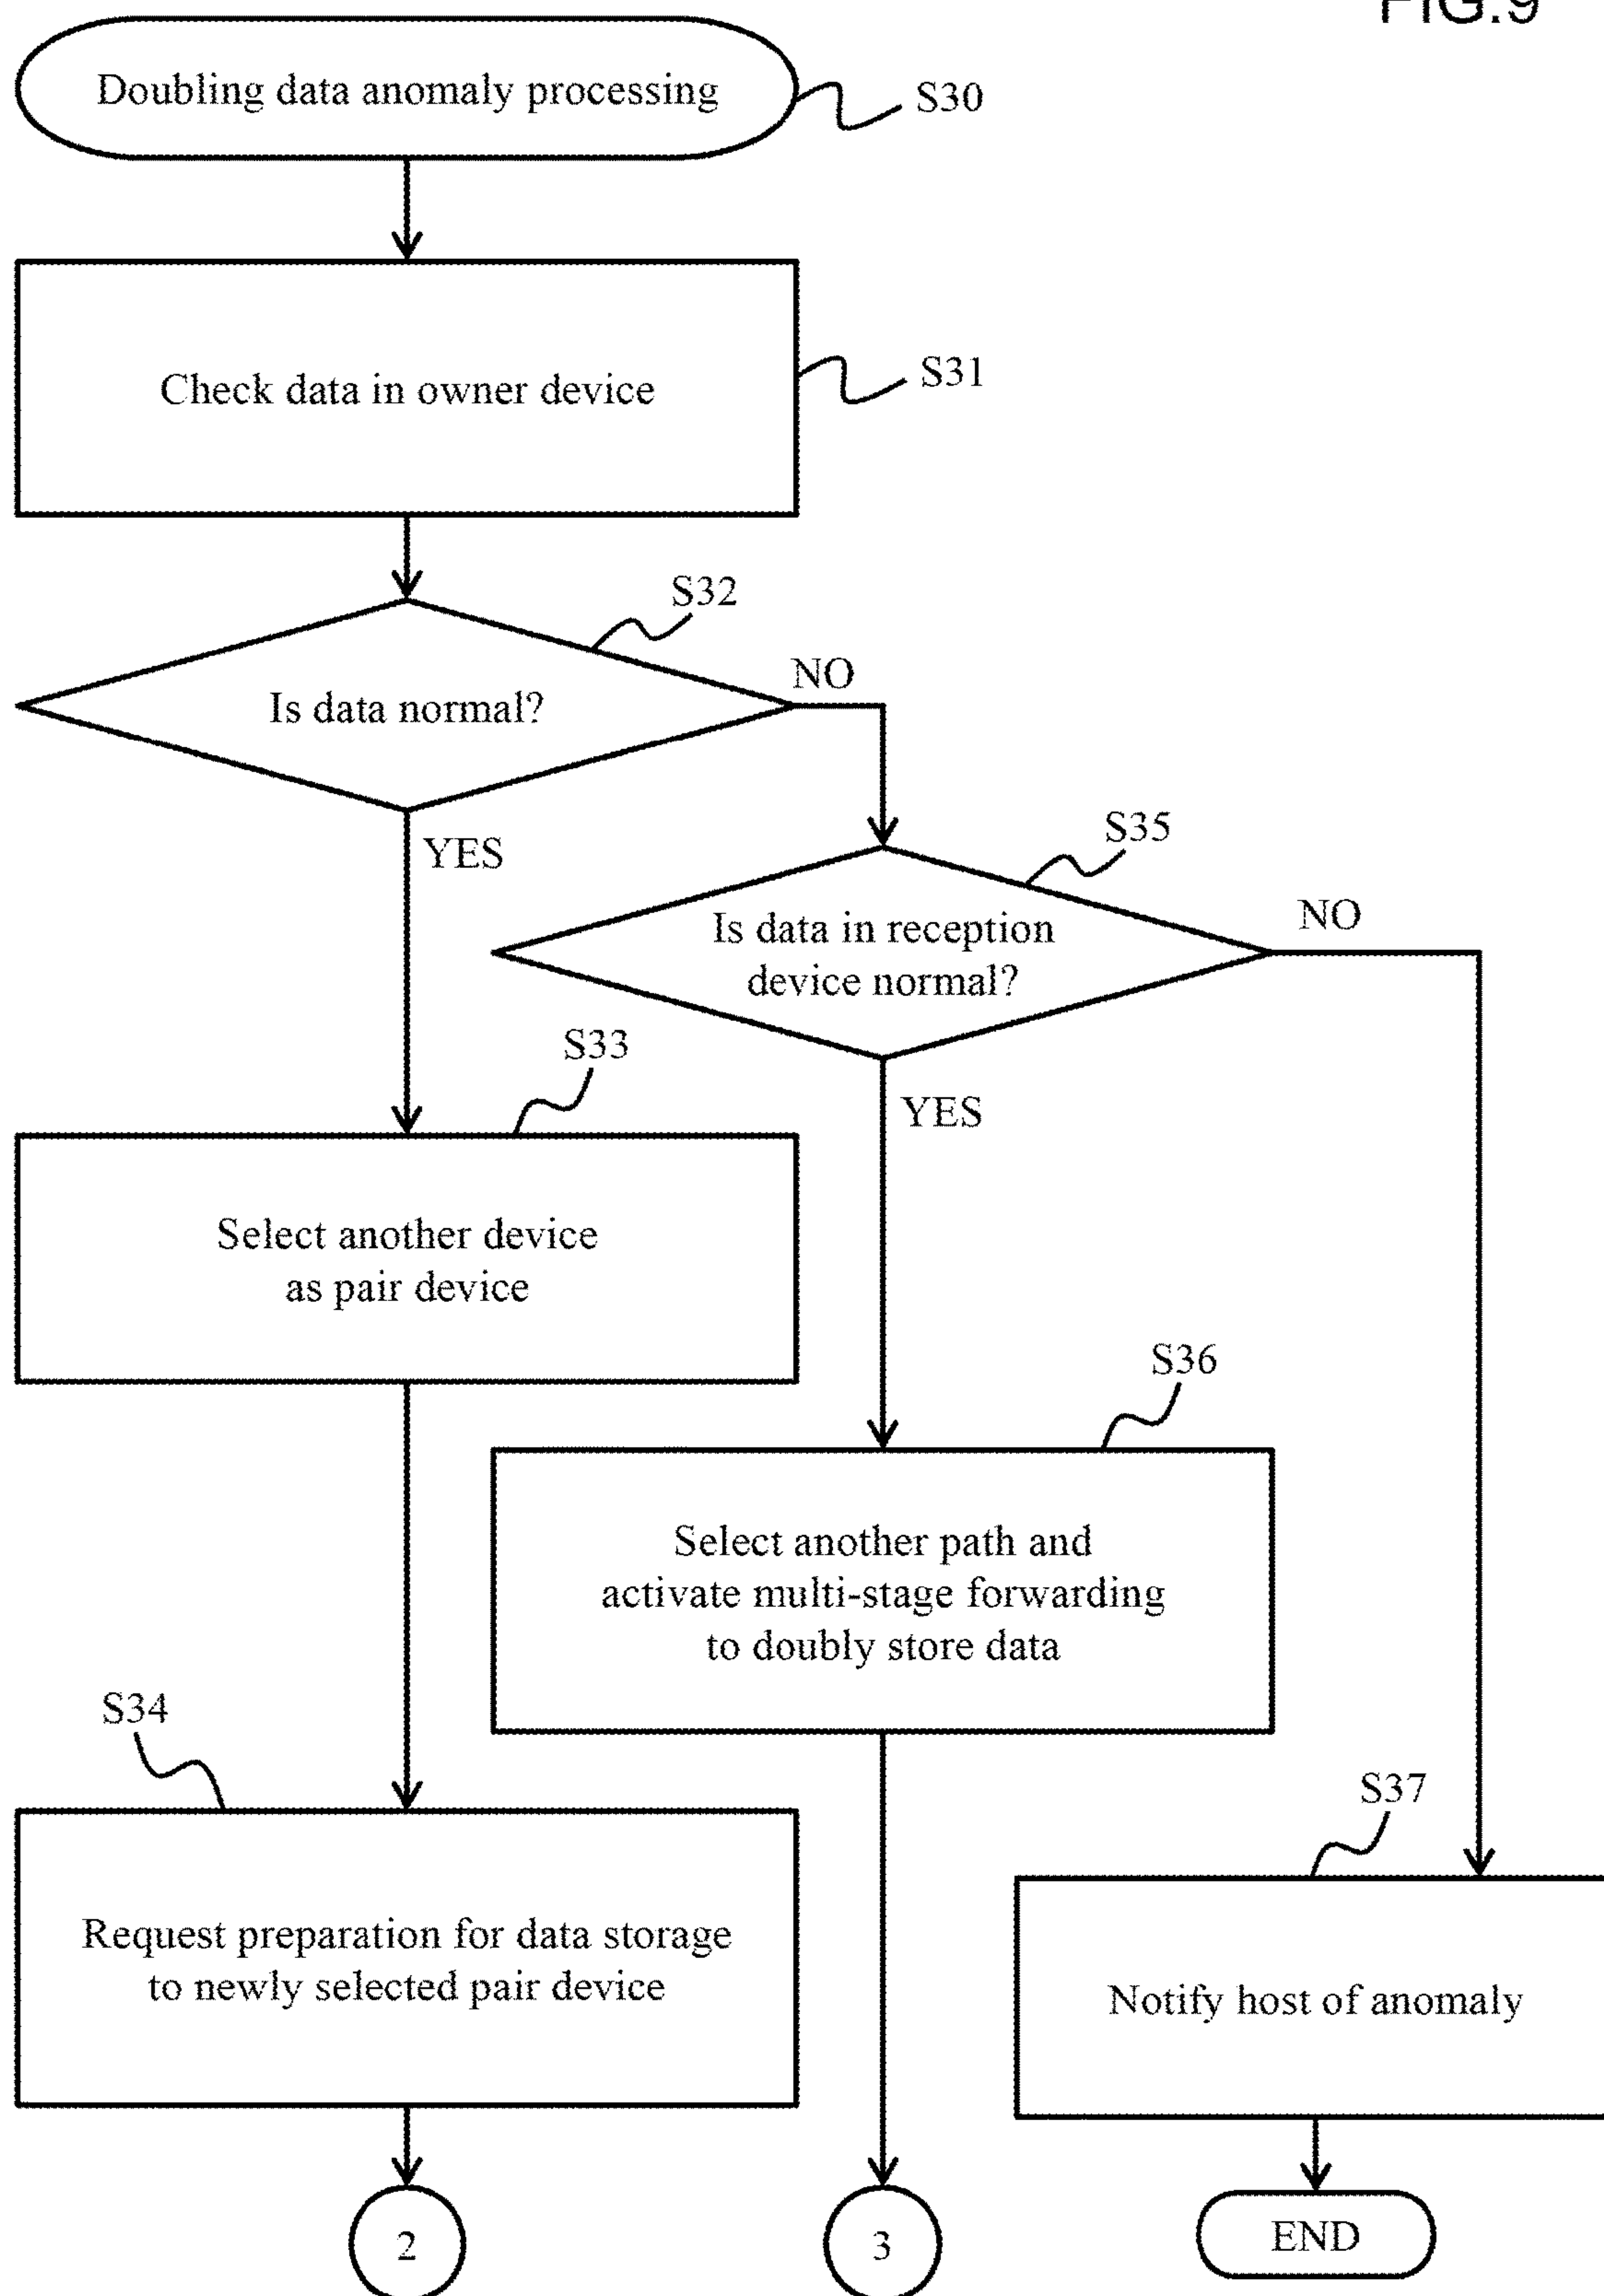 FIG.9
Doubling data anomaly processing
S30
Check data in owner device
S31
S32
Is data normal?
NO
YES
S35
Is data in reception
device normal?
NO
YES
S33
Select another device
as pair device
S36
Select another path and
activate multi-stage forwarding
to doubly store data
S34
Request preparation for data storage
to newly selected pair device
S37
Notify host of anomaly
2
3
END